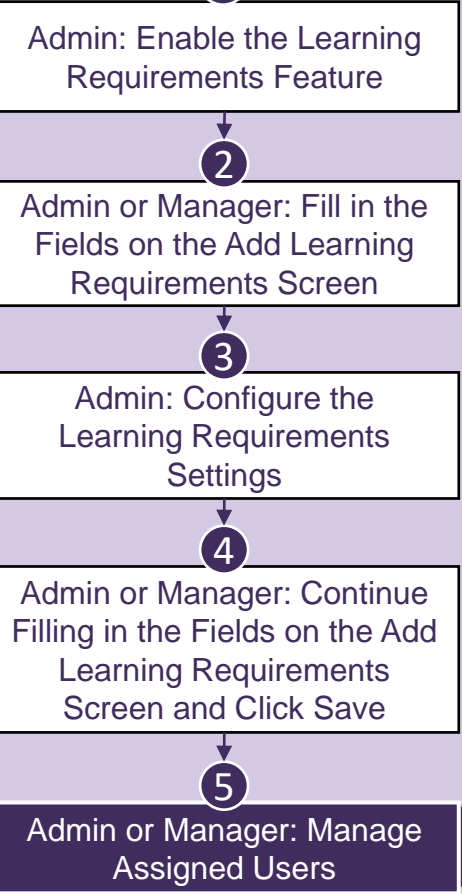 Admin: Enable the Learning
Requirements Feature
2
Admin or Manager: Fill in the
Fields on the Add Learning
Requirements Screen
3
Admin: Configure the
Learning Requirements
Settings
4
Admin or Manager: Continue
Filling in the Fields on the Add
Learning Requirements
Screen and Click Save
5
Admin or Manager: Manage
Assigned Users